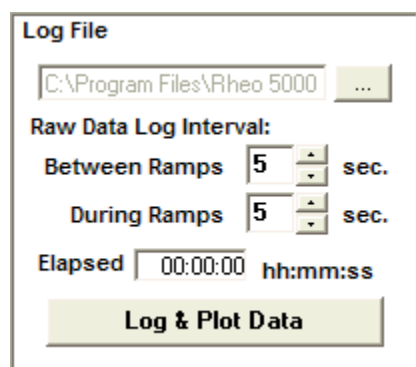 Log File
C:\Program Files\Rheo 5000 ...
Raw Data Log Interval:
Between Ramps 5 sec.
During Ramps 5 sec.
Elapsed 00:00:00 hh:mm:ss
Log & Plot Data